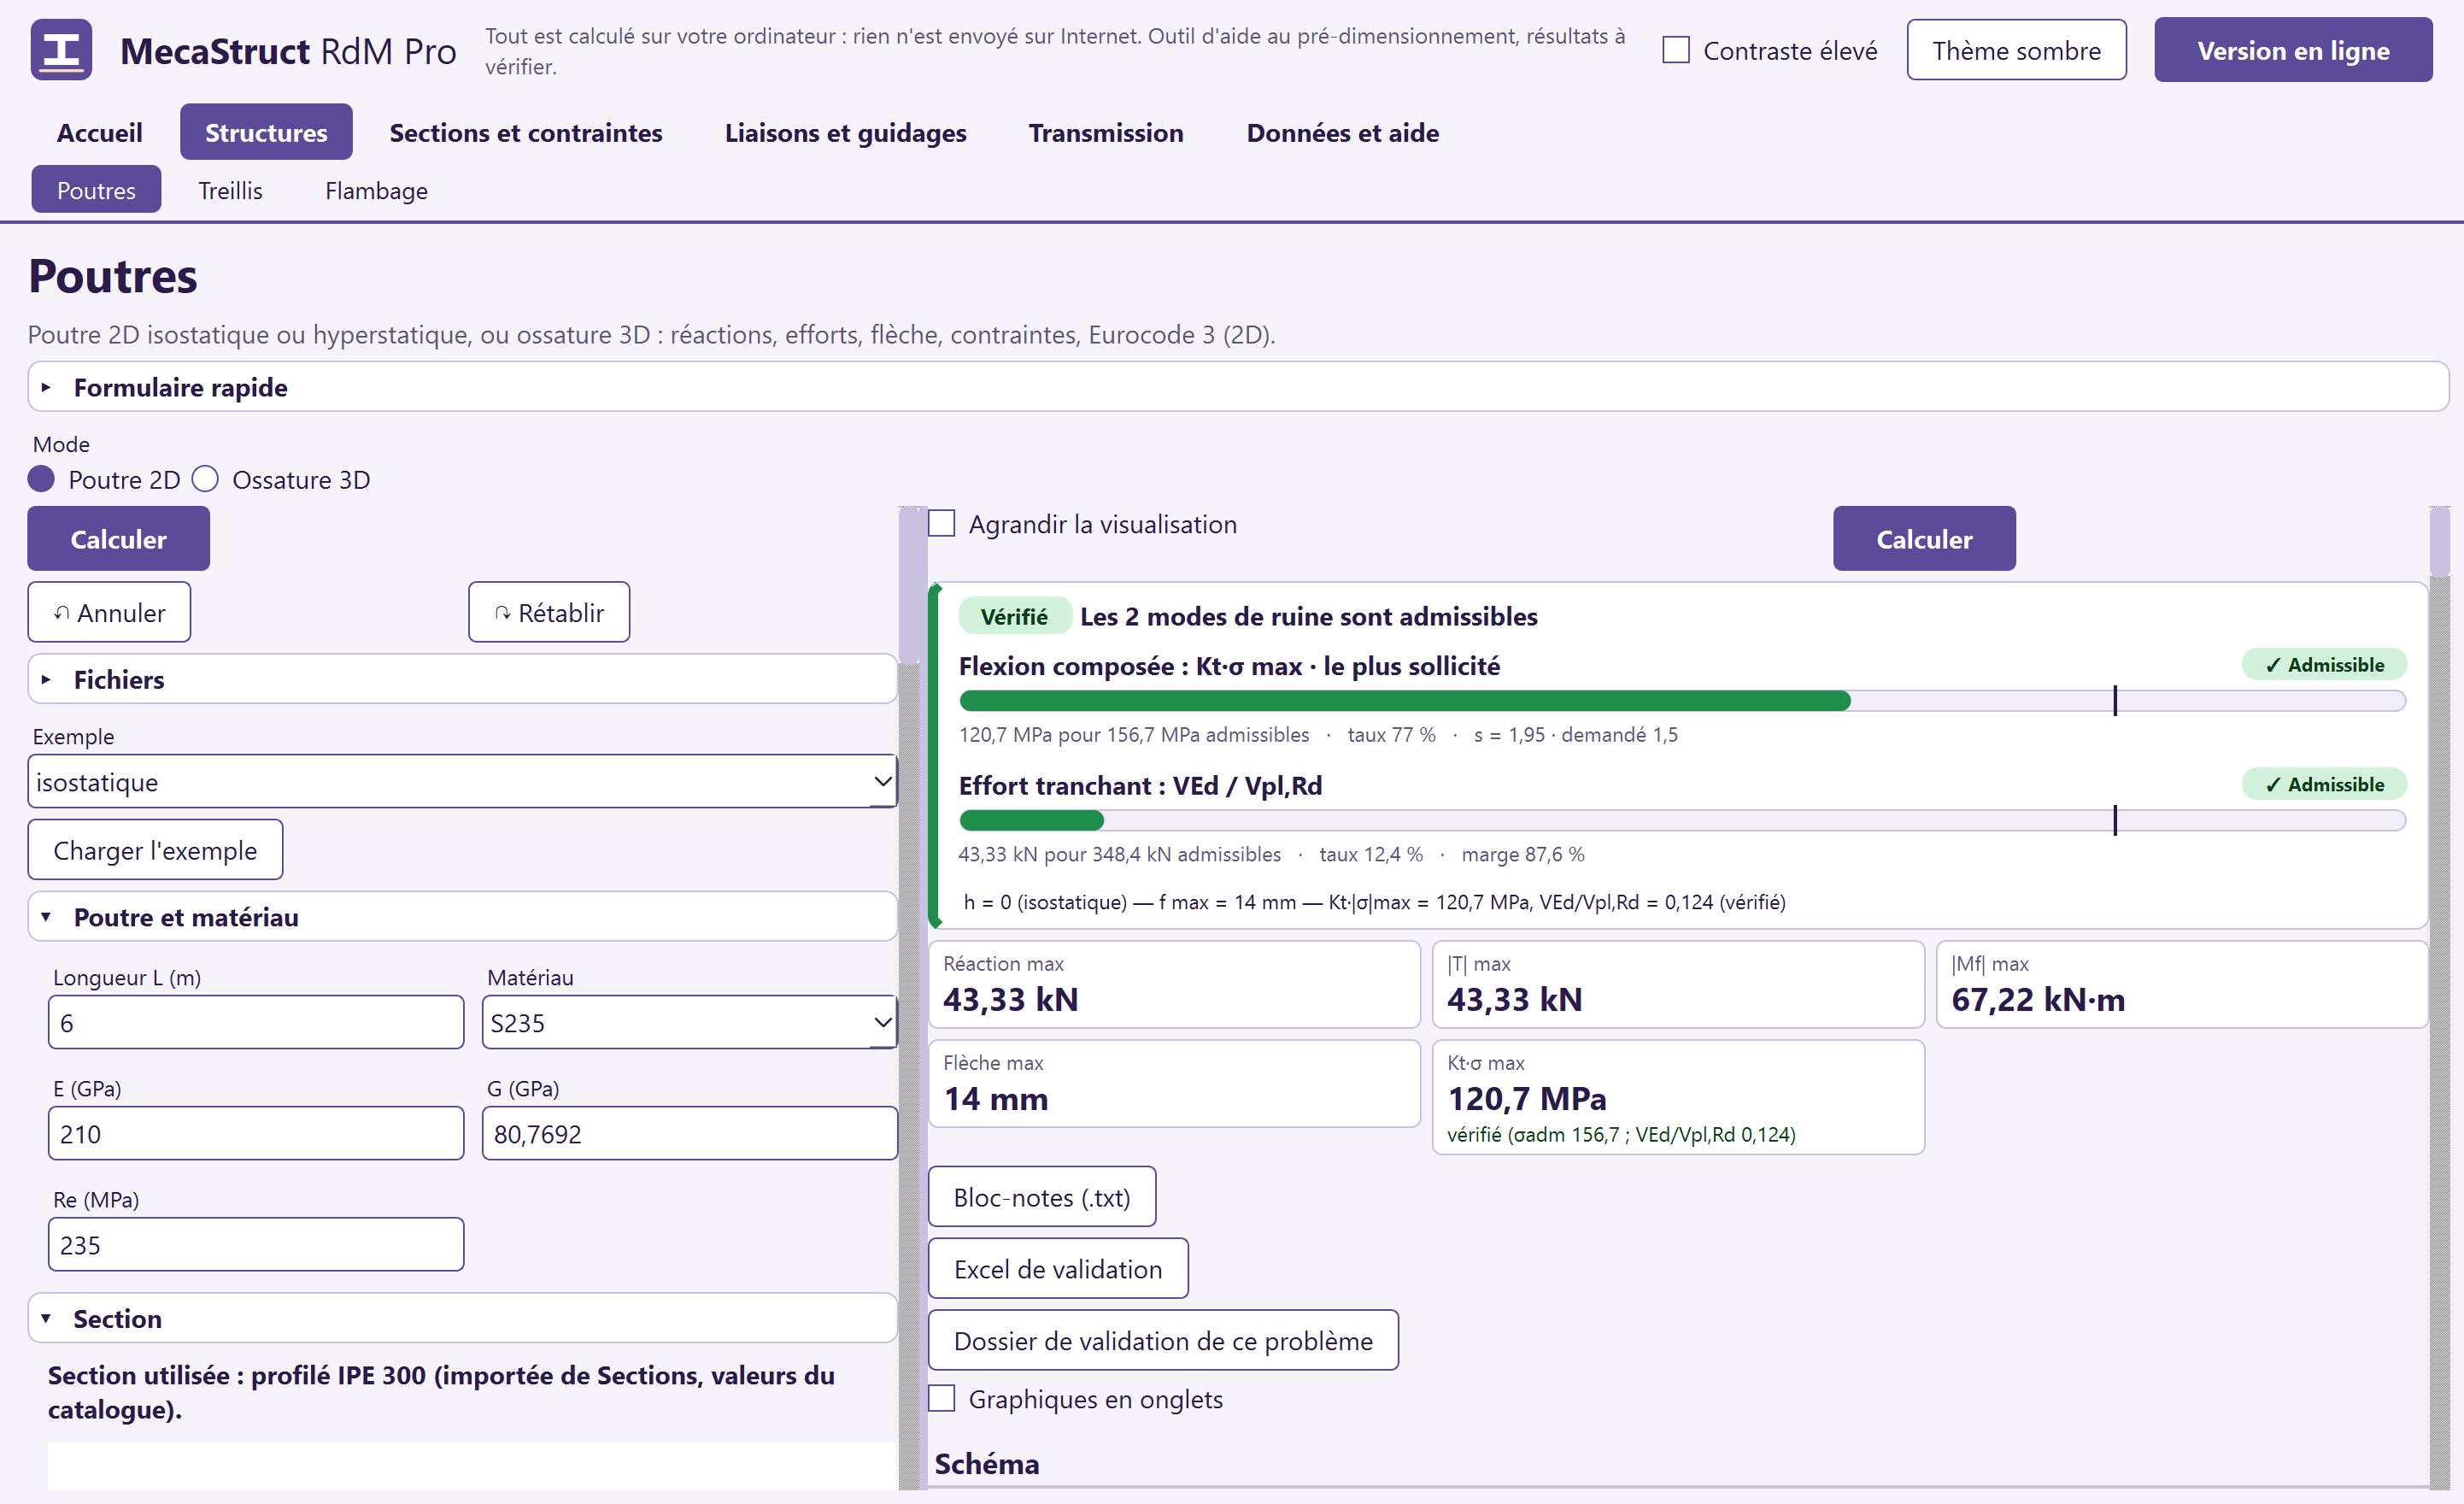 MecaStruct RdM Pro
Tout est calculé sur votre ordinateur : rien n'est envoyé sur Internet. Outil d'aide au pré-dimensionnement, résultats à
vérifier.
Contraste élevé
Thème sombre
Version en ligne
Accueil
Structures
Sections et contraintes
Liaisons et guidages
Transmission
Données et aide
Poutres
Treillis
Flambage
Poutres
Poutre 2D isostatique ou hyperstatique, ou ossature 3D : réactions, efforts, flèche, contraintes, Eurocode 3 (2D).
▸ Formulaire rapide
Mode
Poutre 2D
Ossature 3D
Calculer
↶ Annuler
↷ Rétablir
▸ Fichiers
Exemple
isostatique
Charger l'exemple
▾ Poutre et matériau
Longueur L (m)
Matériau
6
S235
E (GPa)
G (GPa)
210
80,7692
Re (MPa)
235
▾ Section
Section utilisée : profilé IPE 300 (importée de Sections, valeurs du
catalogue).
Agrandir la visualisation
Calculer
Vérifié Les 2 modes de ruine sont admissibles
Flexion composée : Kt·σ max · le plus sollicité
✓ Admissible
120,7 MPa pour 156,7 MPa admissibles · taux 77 % · s = 1,95 · demandé 1,5
Effort tranchant : VEd / Vpl,Rd
✓ Admissible
43,33 kN pour 348,4 kN admissibles · taux 12,4 % · marge 87,6 %
h = 0 (isostatique) — f max = 14 mm — Kt·|σ|max = 120,7 MPa, VEd/Vpl,Rd = 0,124 (vérifié)
Réaction max
43,33 kN
|T| max
43,33 kN
|Mf| max
67,22 kN·m
Flèche max
14 mm
Kt·σ max
120,7 MPa
vérifié (σadm 156,7 ; VEd/Vpl,Rd 0,124)
Bloc-notes (.txt)
Excel de validation
Dossier de validation de ce problème
Graphiques en onglets
Schéma